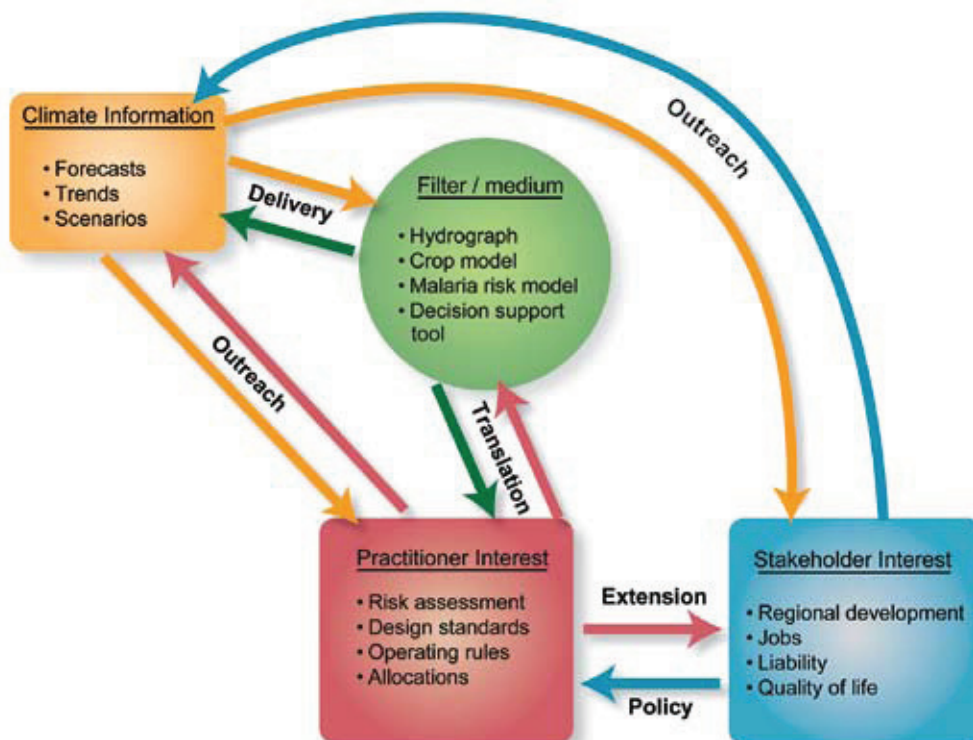 Climate Information
• Forecasts
• Trends
• Scenarios
Outreach
Delivery
Filter / medium
• Hydrograph
• Crop model
• Malaria risk model
• Decision support
tool
Outreach
Translation
Practitioner Interest
• Risk assessment
• Design standards
• Operating rules
• Allocations
Extension
Policy
Stakeholder Interest
• Regional development
• Jobs
• Liability
• Quality of life